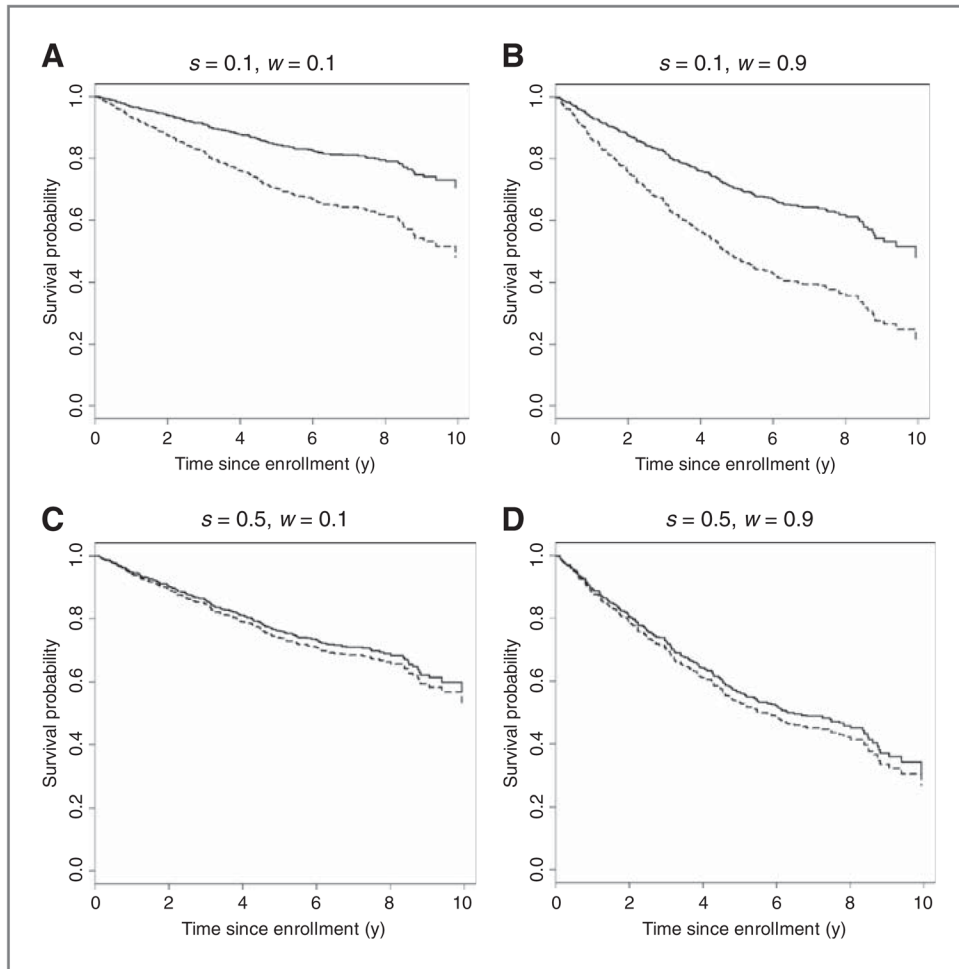 A
s = 0.1, w = 0.1
Survival probability
1.0
0.8
0.6
0.4
0.2
0.0
0 2 4 6 8 10
Time since enrollment (y)
B
s = 0.1, w = 0.9
Survival probability
1.0
0.8
0.6
0.4
0.2
0.0
0 2 4 6 8 10
Time since enrollment (y)
C
s = 0.5, w = 0.1
Survival probability
1.0
0.8
0.6
0.4
0.2
0.0
0 2 4 6 8 10
Time since enrollment (y)
D
s = 0.5, w = 0.9
Survival probability
1.0
0.8
0.6
0.4
0.2
0.0
0 2 4 6 8 10
Time since enrollment (y)